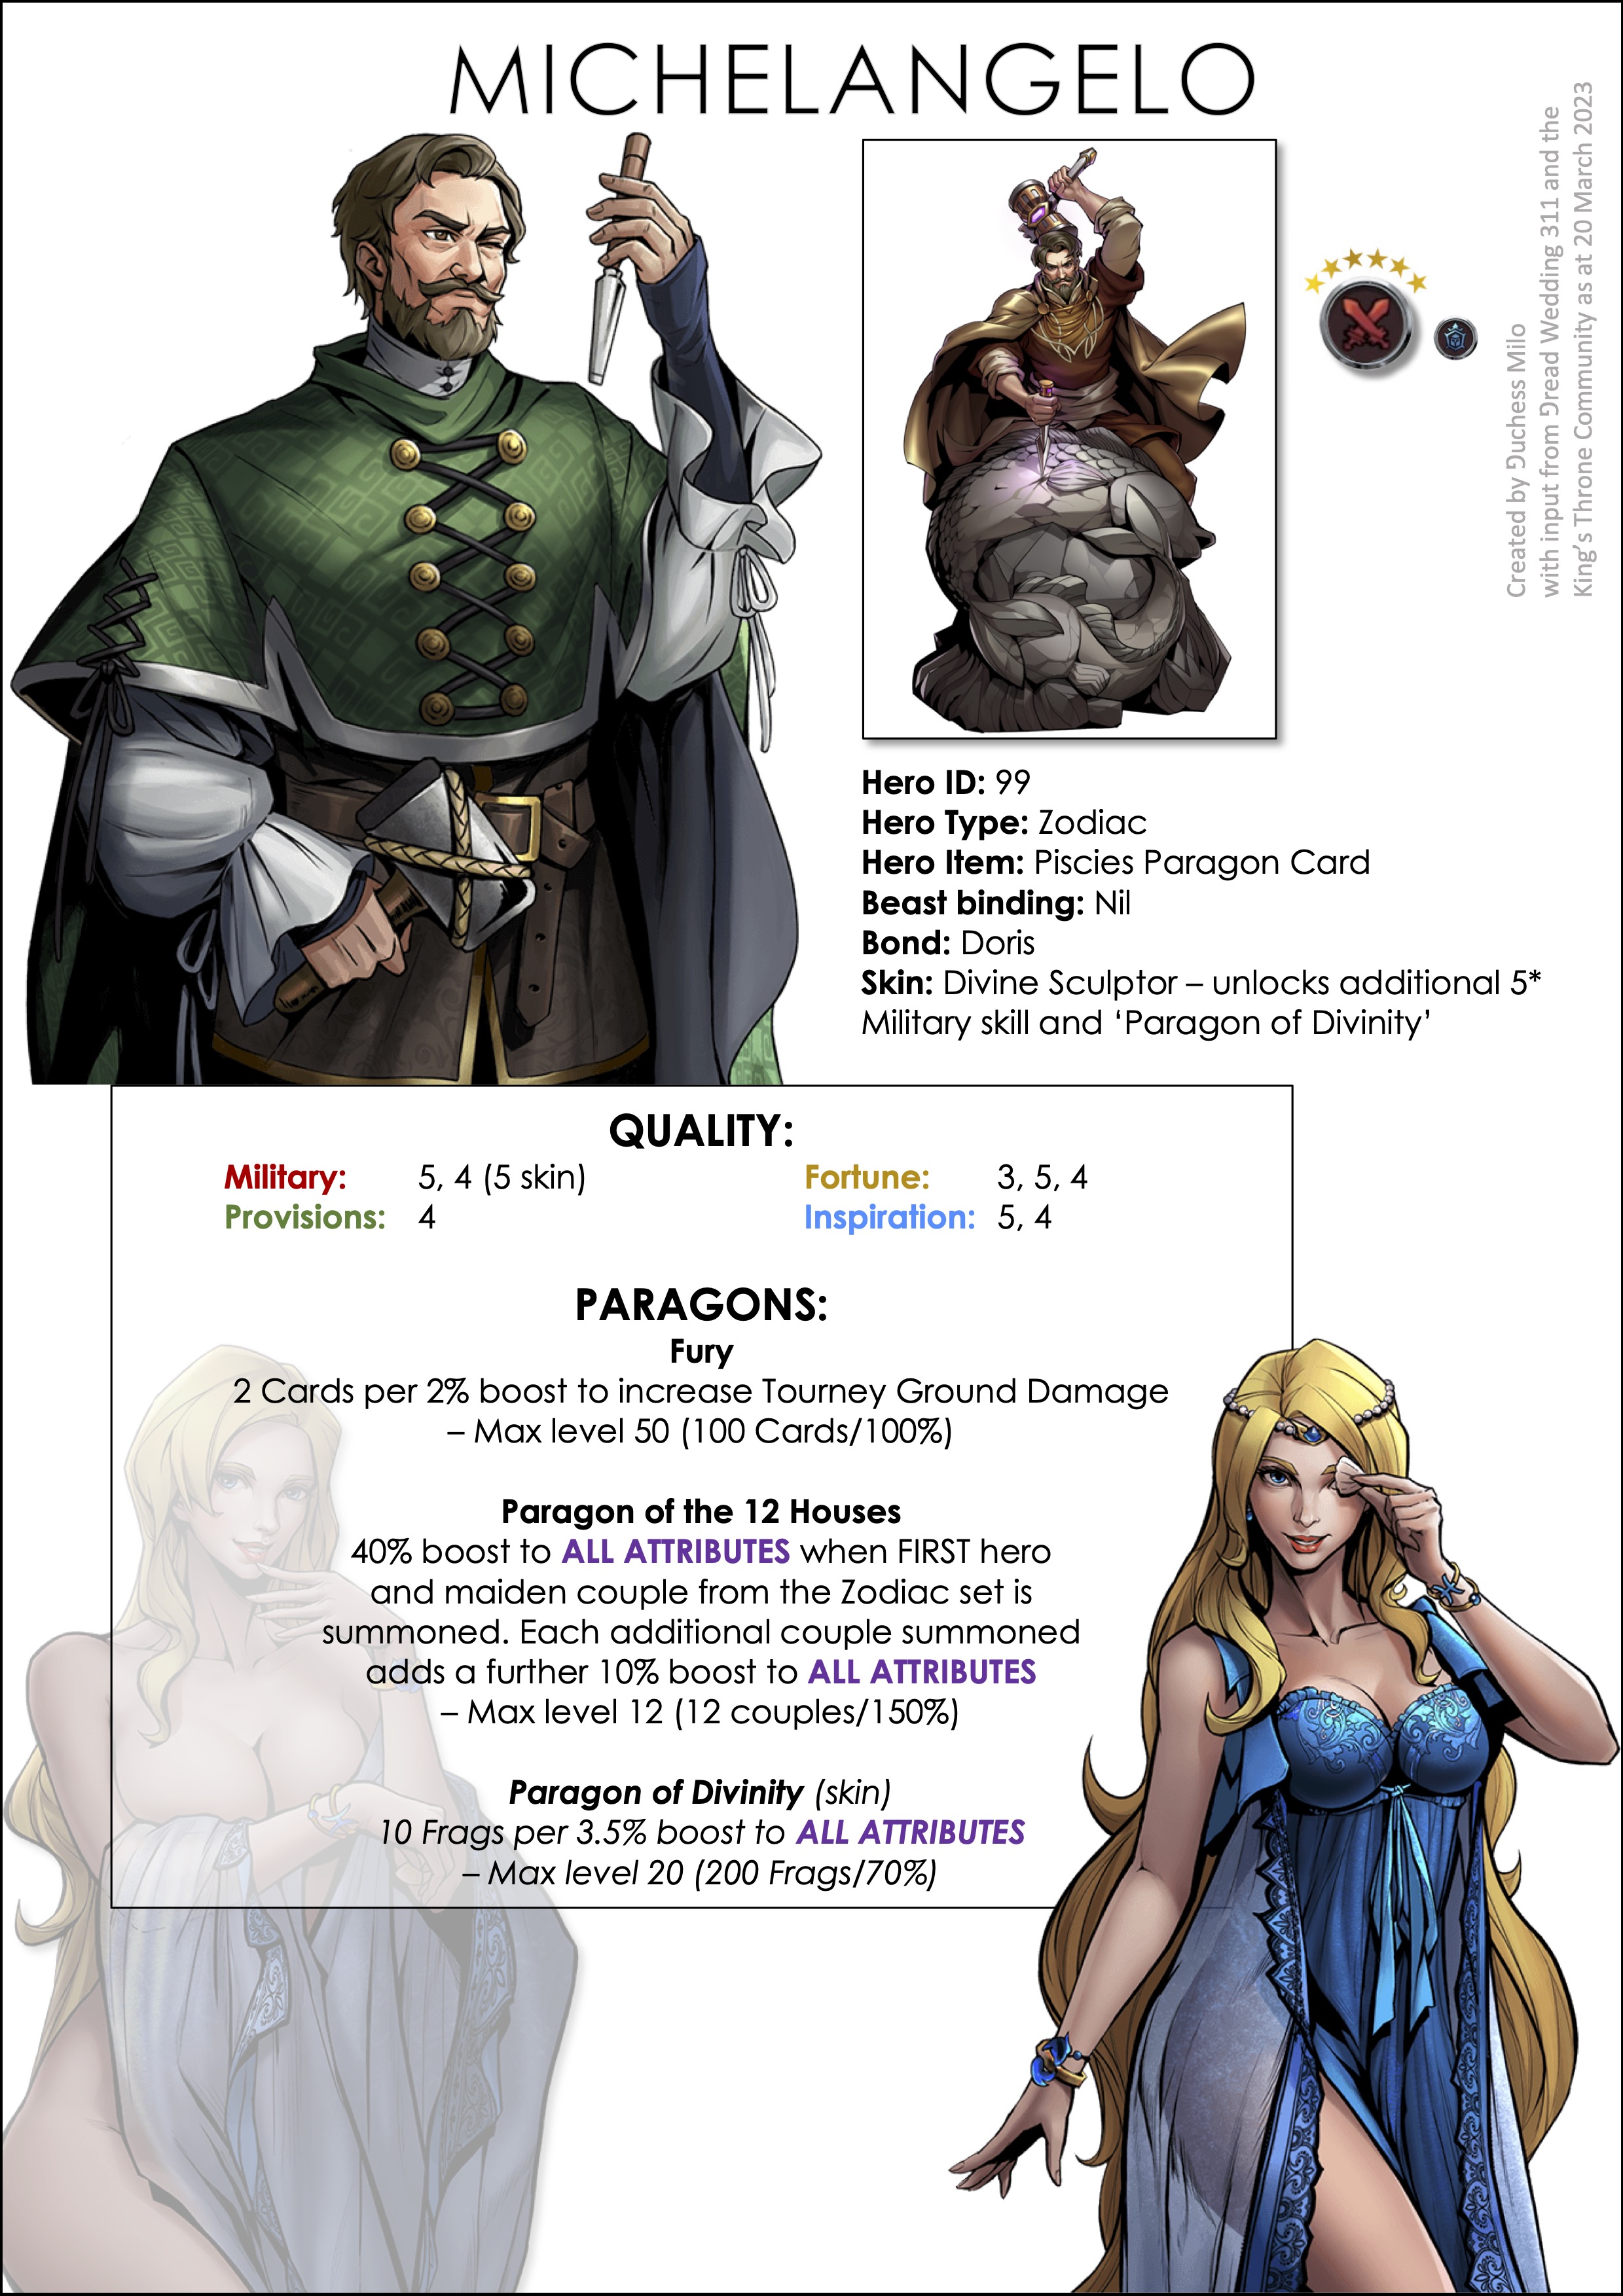 MICHELANGELO
Created by Duchess Milo
with input from Dread Wedding 311 and the
King's Throne Community as at 20 March 2023
Hero ID: 99
Hero Type: Zodiac
Hero Item: Piscies Paragon Card
Beast binding: Nil
Bond: Doris
Skin: Divine Sculptor – unlocks additional 5*
Military skill and ‘Paragon of Divinity’
QUALITY:
Military: 5, 4 (5 skin) Fortune: 3, 5, 4
Provisions: 4 Inspiration: 5, 4
PARAGONS:
Fury
2 Cards per 2% boost to increase Tourney Ground Damage
– Max level 50 (100 Cards/100%)
Paragon of the 12 Houses
40% boost to ALL ATTRIBUTES when FIRST hero
and maiden couple from the Zodiac set is
summoned. Each additional couple summoned
adds a further 10% boost to ALL ATTRIBUTES
– Max level 12 (12 couples/150%)
Paragon of Divinity (skin)
10 Frags per 3.5% boost to ALL ATTRIBUTES
– Max level 20 (200 Frags/70%)